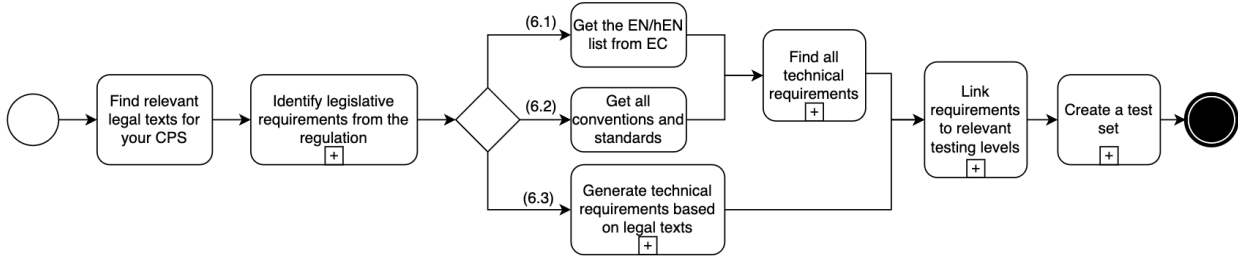 Find relevant
legal texts for
your CPS
Identify legislative
requirements from the
regulation
+
(6.1)
Get the EN/hEN
list from EC
(6.2)
Get all
conventions and
standards
(6.3)
Generate technical
requirements based
on legal texts
+
Find all
technical
requirements
+
Link
requirements
to relevant
testing levels
+
Create a test
set
+